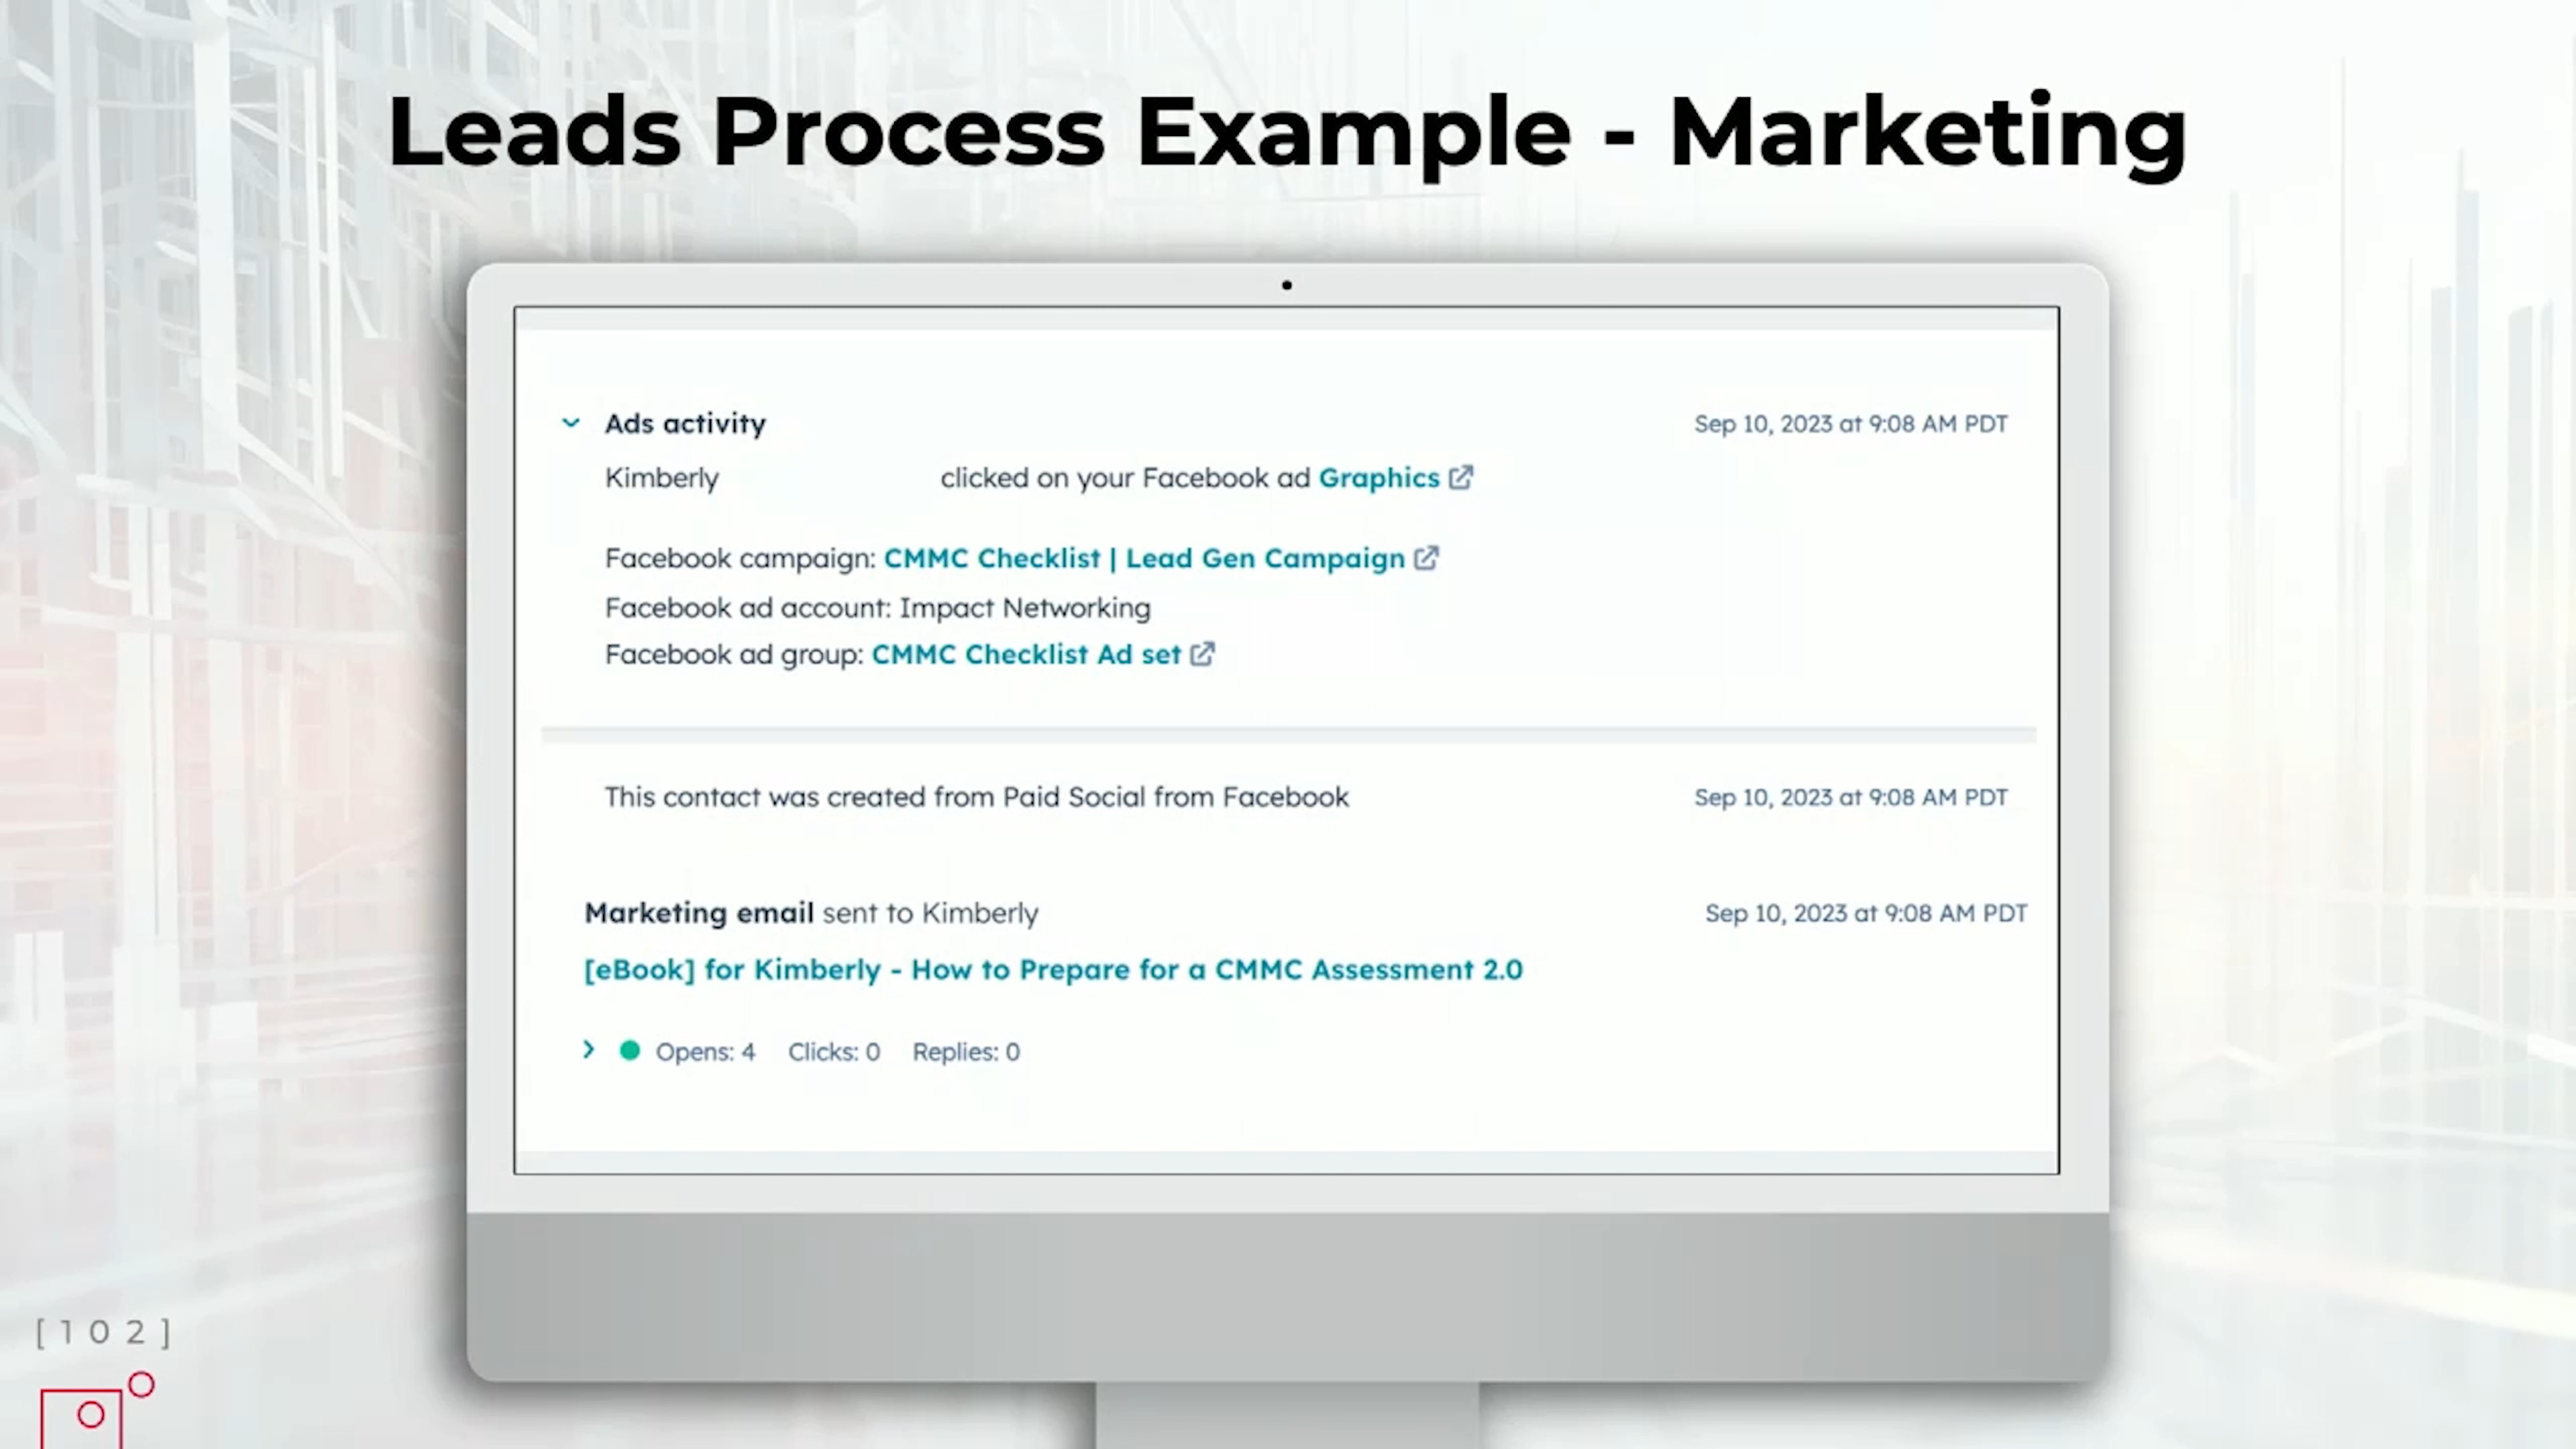 Leads Process Example - Marketing
Ads activity Sep 10, 2023 at 9:08 AM PDT
Kimberly clicked on your Facebook ad Graphics
Facebook campaign: CMMC Checklist | Lead Gen Campaign
Facebook ad account: Impact Networking
Facebook ad group: CMMC Checklist Ad set
This contact was created from Paid Social from Facebook Sep 10, 2023 at 9:08 AM PDT
Marketing email sent to Kimberly Sep 10, 2023 at 9:08 AM PDT
[eBook] for Kimberly - How to Prepare for a CMMC Assessment 2.0
Opens: 4 Clicks: 0 Replies: 0
[102]